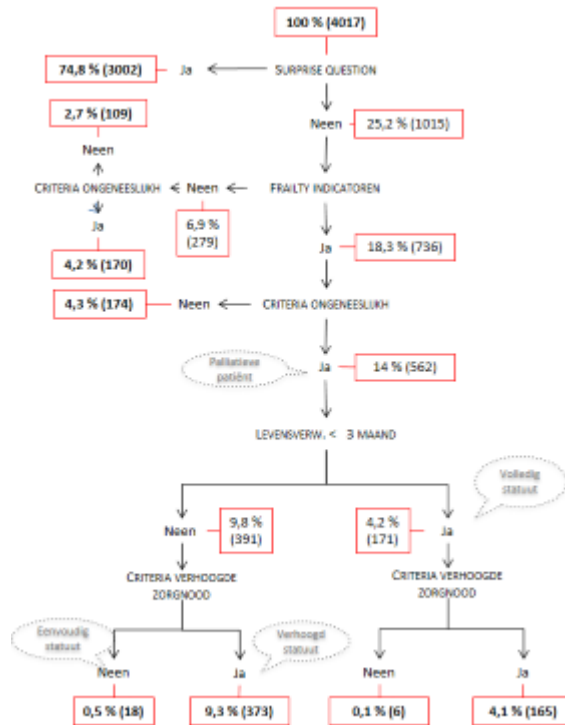 100 % (4017)
74,8 % (3002)
Ja
SURPRISE QUESTION
2,7 % (109)
Neen
25,2 % (1015)
Neen
CRITERIA ONGENEESLIJKH
Neen
FRAILTY INDICATOREN
Ja
6,9 %
(279)
Ja
18,3 % (736)
4,2 % (170)
4,3 % (174)
Neen
CRITERIA ONGENEESLIJKH
Palliatieve
patiënt
Ja
14 % (562)
LEVENSVERW. < 3 MAAND
Volledig
statuut
Neen
9,8 %
(391)
4,2 %
(171)
Ja
CRITERIA VERHOOGDE
ZORGNOOD
CRITERIA VERHOOGDE
ZORGNOOD
Eenvoudig
statuut
Verhoogd
statuut
Neen
Ja
Neen
Ja
0,5 % (18)
9,3 % (373)
0,1 % (6)
4,1 % (165)